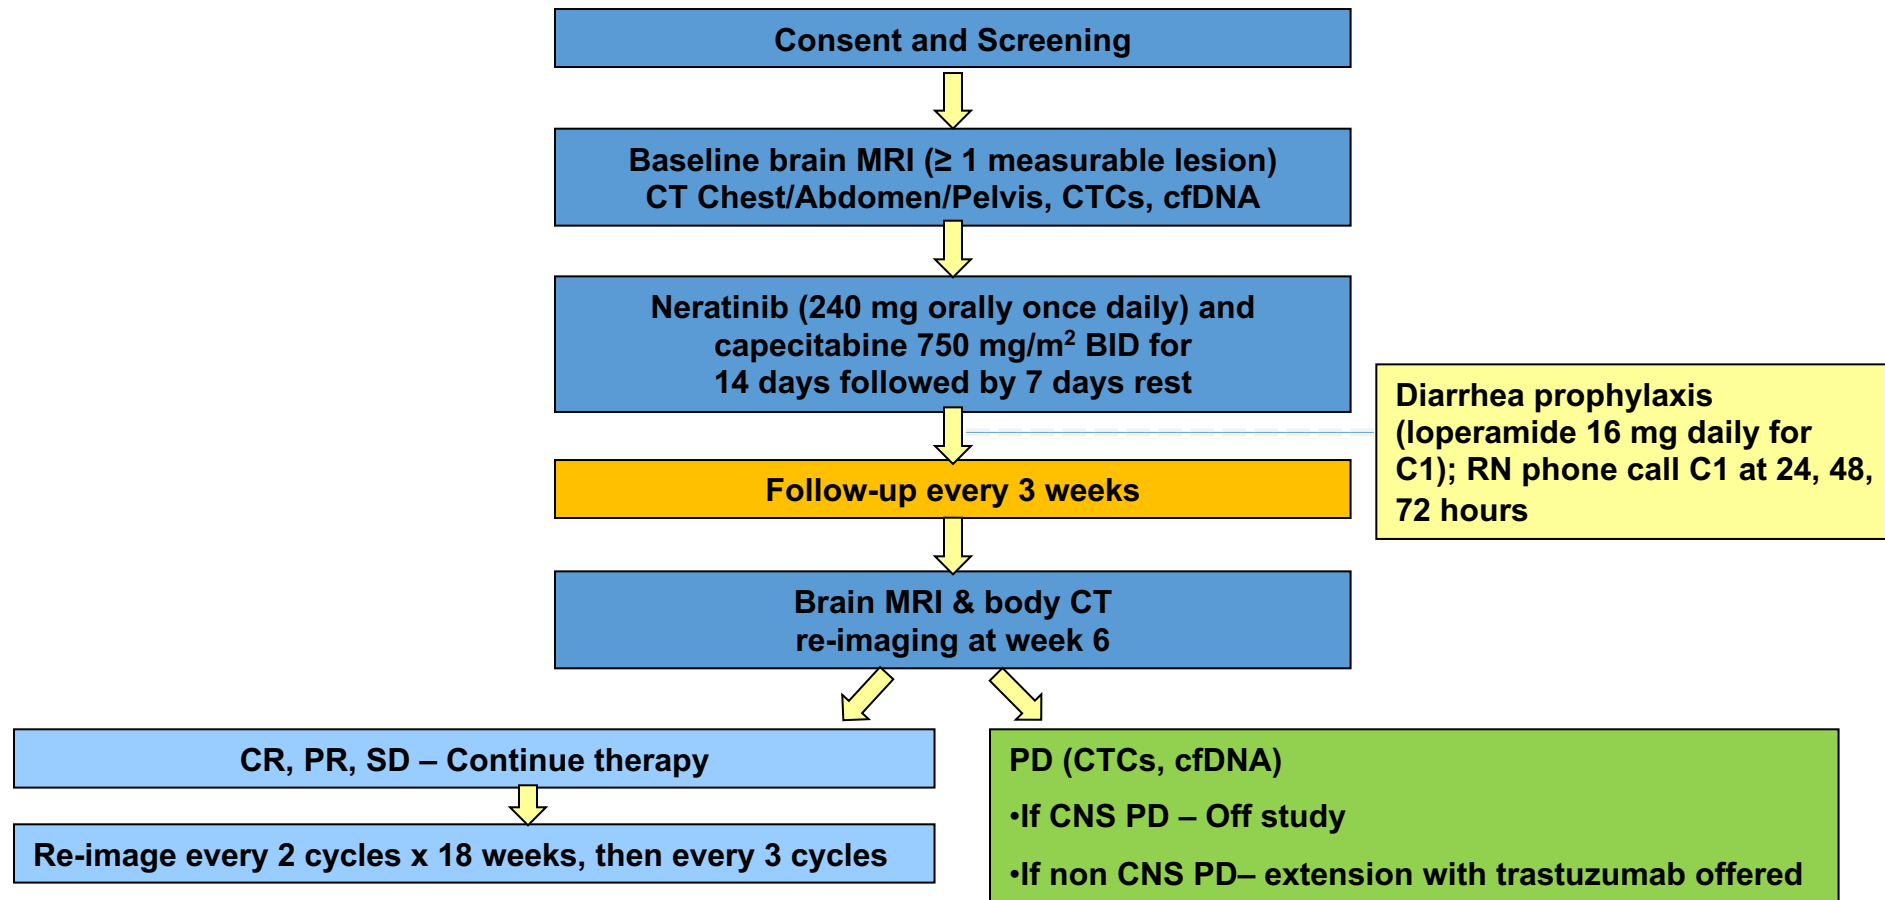 Consent and Screening
Baseline brain MRI (≥ 1 measurable lesion)
CT Chest/Abdomen/Pelvis, CTCs, cfDNA
Neratinib (240 mg orally once daily) and
capecitabine 750 mg/m² BID for
14 days followed by 7 days rest
Diarrhea prophylaxis
(loperamide 16 mg daily for
C1); RN phone call C1 at 24, 48,
72 hours
Follow-up every 3 weeks
Brain MRI & body CT
re-imaging at week 6
CR, PR, SD – Continue therapy
Re-image every 2 cycles x 18 weeks, then every 3 cycles
PD (CTCs, cfDNA)
•If CNS PD – Off study
•If non CNS PD– extension with trastuzumab offered